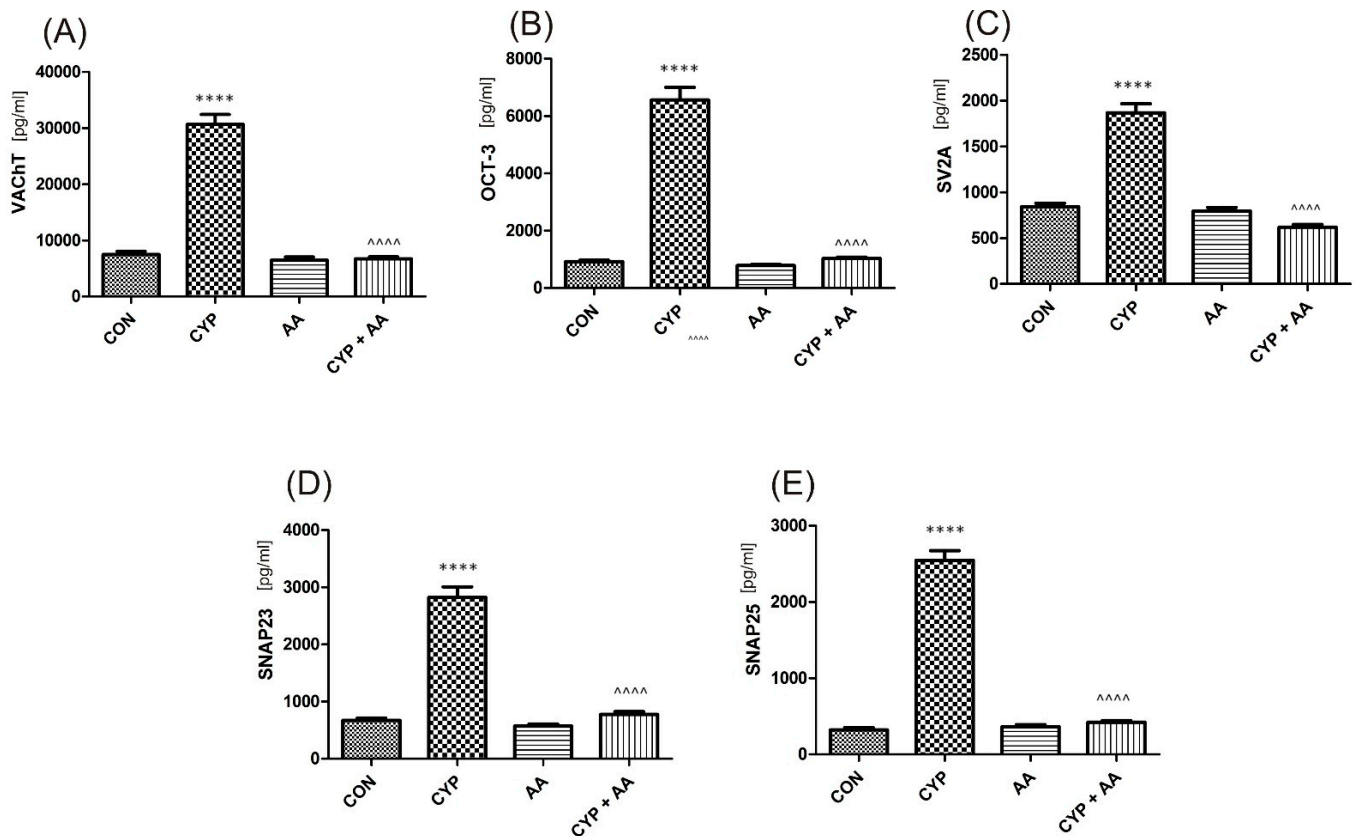 (A)
VAChT [pg/ml]
40000
30000
20000
10000
0
****
^^^^
CON
CYP
AA
CYP + AA
(B)
OCT-3 [pg/ml]
8000
6000
4000
2000
0
****
^^^^
CON
CYP
AA
CYP + AA
^^^^
(C)
SV2A [pg/ml]
2500
2000
1500
1000
500
0
****
^^^^
CON
CYP
AA
CYP + AA
(D)
SNAP23 [pg/ml]
4000
3000
2000
1000
0
****
^^^^
CON
CYP
AA
CYP + AA
(E)
SNAP25 [pg/ml]
3000
2000
1000
0
****
^^^^
CON
CYP
AA
CYP + AA